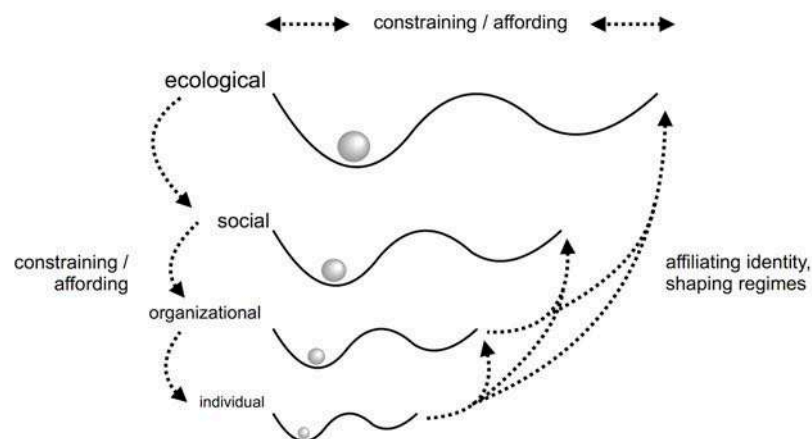 constraining / affording
ecological
social
constraining /
affording
affiliating identity,
shaping regimes
organizational
individual